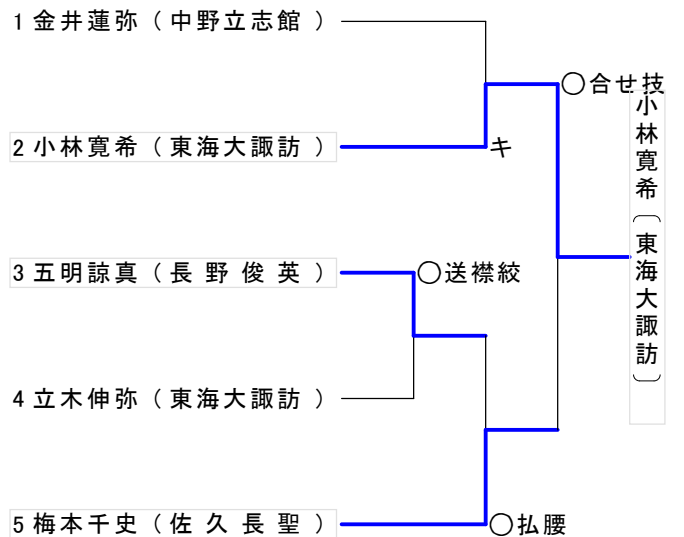 1 金井蓮弥（中野立志館）
○合せ技
2 小林寛希（東海大諏訪）
キ
小林寛希（東海大諏訪）
3 五明諒真（長野俊英）
○送襟絞
4 立木伸弥（東海大諏訪）
5 梅本千史（佐久長聖）
○払腰